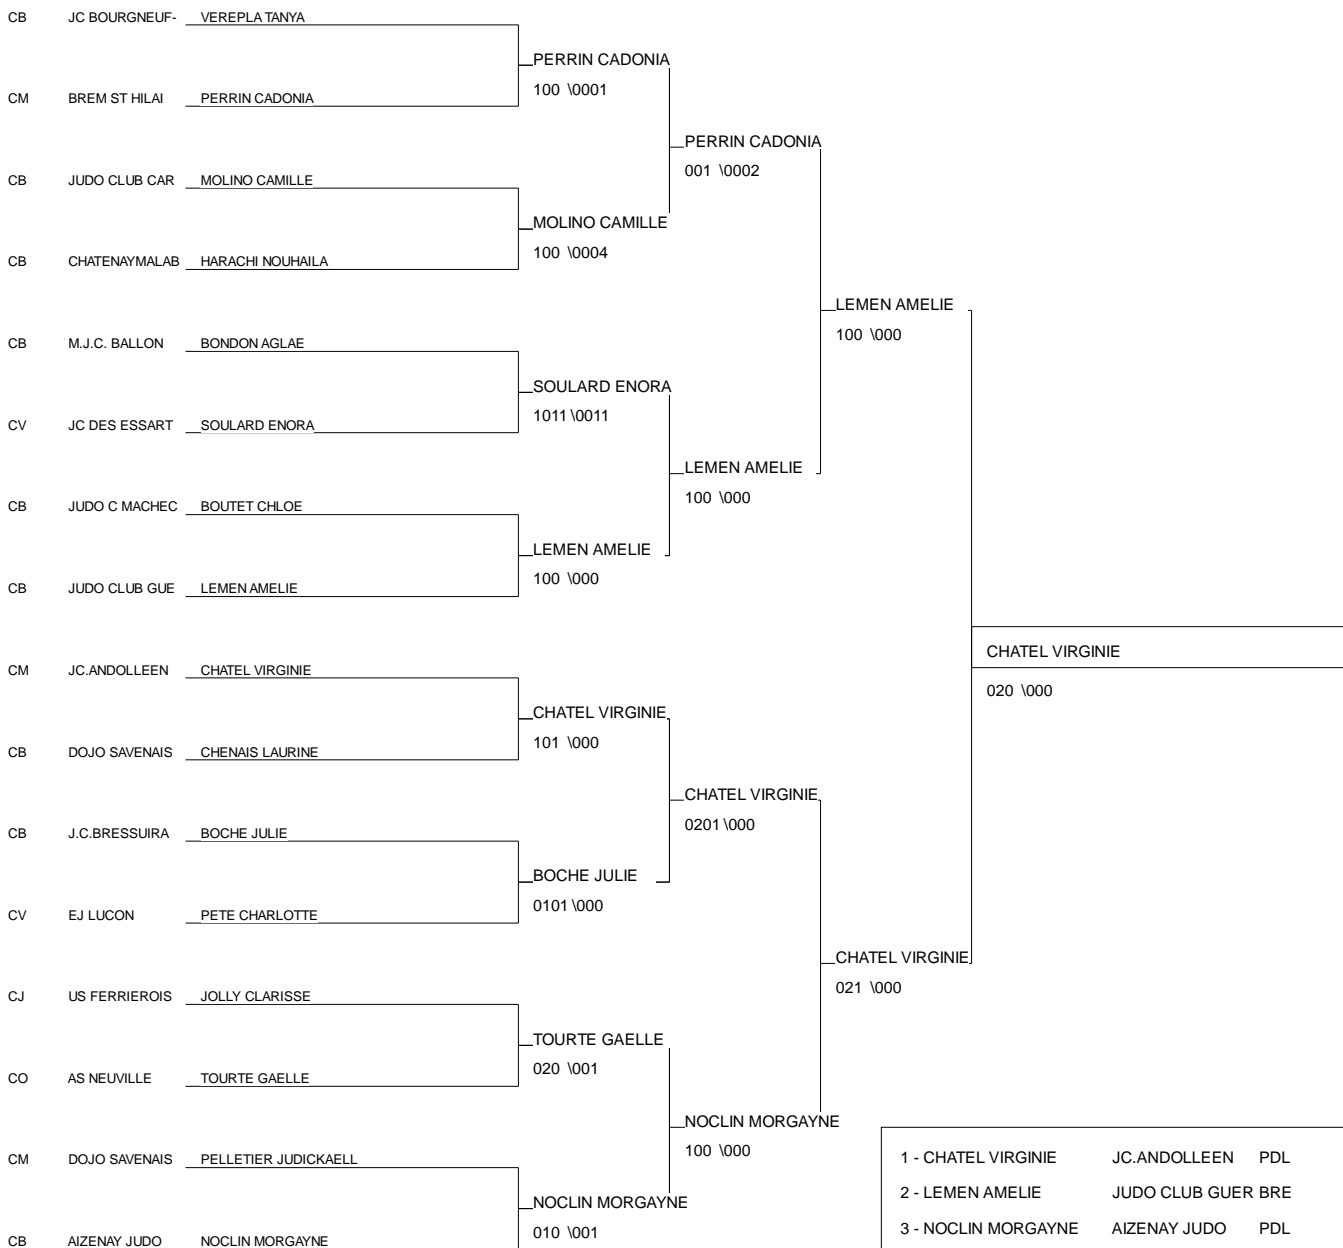 CB JC BOURGNEUF- VEREPLA TANYA
PERRIN CADONIA
100 \0001
CM BREM ST HILAI PERRIN CADONIA
PERRIN CADONIA
001 \0002
CB JUDO CLUB CAR MOLINO CAMILLE
MOLINO CAMILLE
100 \0004
CB CHATENAYMALAB HARACHI NOUHAILA
LEMEN AMELIE
100 \000
CB M.J.C. BALLON BONDON AGLAE
SOULARD ENORA
1011 \0011
CV JC DES ESSART SOULARD ENORA
LEMEN AMELIE
100 \000
CB JUDO C MACHEC BOUTET CHLOE
LEMEN AMELIE
100 \000
CB JUDO CLUB GUE LEMEN AMELIE
CHATEL VIRGINIE
020 \000
CM JC.ANDOLLEEN CHATEL VIRGINIE
CHATEL VIRGINIE
101 \000
CB DOJO SAVENAIS CHENAIS LAURINE
CHATEL VIRGINIE
0201 \000
CB J.C.BRESSUIRA BOCHE JULIE
BOCHE JULIE
0101 \000
CV EJ LUCON PETE CHARLOTTE
CHATEL VIRGINIE
021 \000
CJ US FERRIEROIS JOLLY CLARISSE
TOURTE GAELLE
020 \001
CO AS NEUVILLE TOURTE GAELLE
NOCLIN MORGAYNE
100 \000
CM DOJO SAVENAIS PELLETIER JUDICKAELL
NOCLIN MORGAYNE
010 \001
CB AIZENAY JUDO NOCLIN MORGAYNE
1 - CHATEL VIRGINIE JC.ANDOLLEEN PDL
2 - LEMEN AMELIE JUDO CLUB GUER BRE
3 - NOCLIN MORGAYNE AIZENAY JUDO PDL